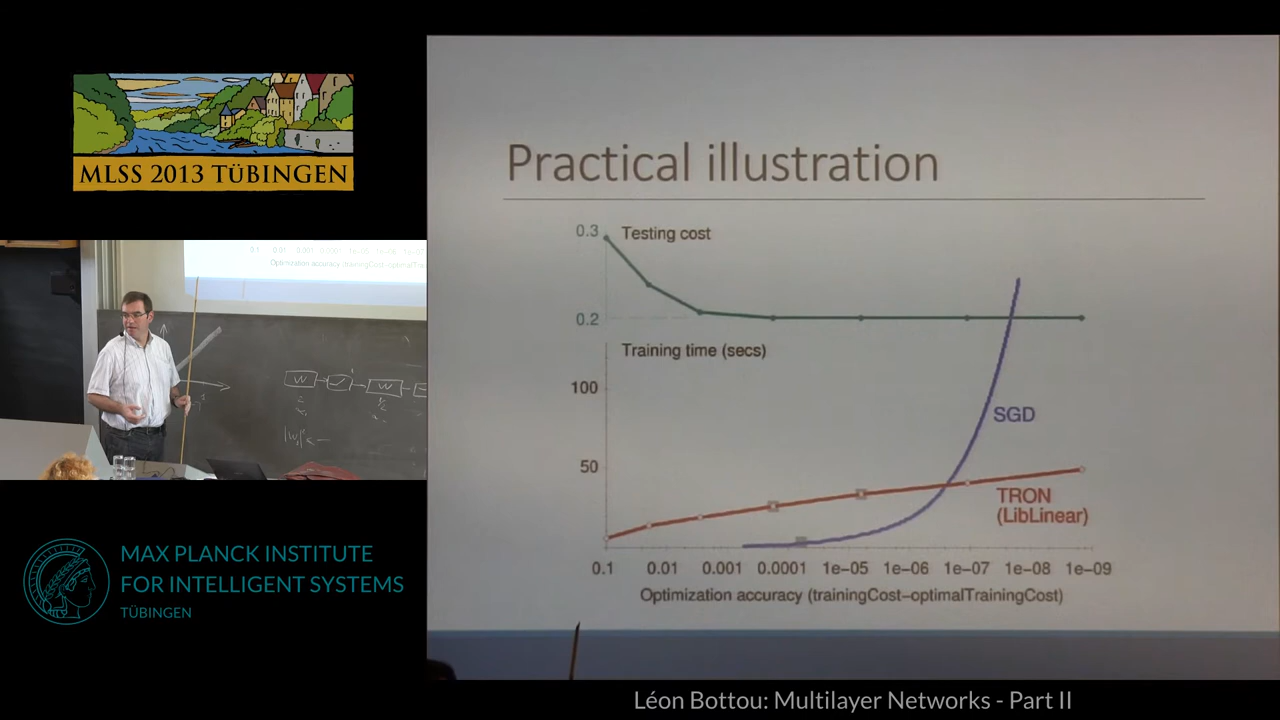 MLSS 2013 TÜBINGEN
Practical illustration
0.3
Testing cost
0.2
Training time (secs)
100
SGD
50
TRON
(LibLinear)
0.1 0.01 0.001 0.0001 1e−05 1e−06 1e−07 1e−08 1e−09
Optimization accuracy (trainingCost−optimalTrainingCost)
MAX PLANCK INSTITUTE
FOR INTELLIGENT SYSTEMS
TÜBINGEN
Léon Bottou: Multilayer Networks - Part II